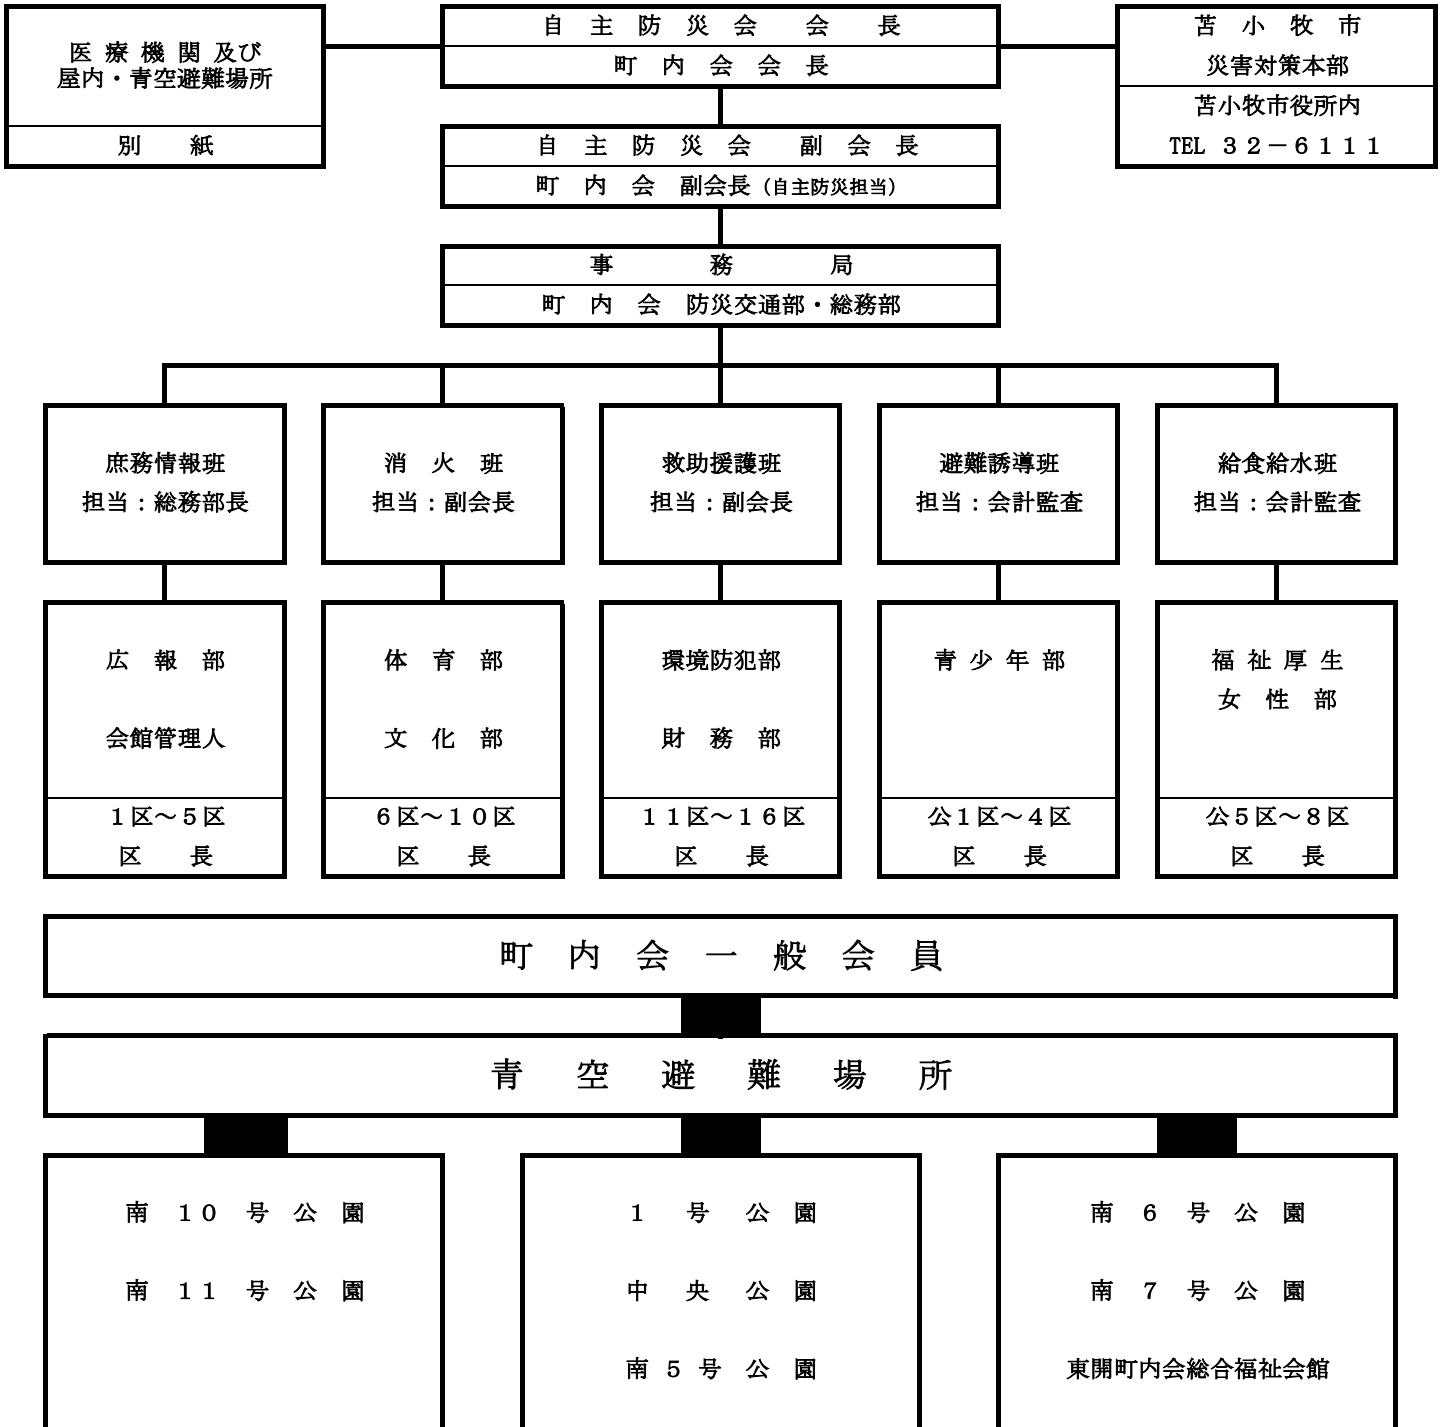 医 療 機 関 及び
屋内・青空避難場所
別　　紙
自　主　防　災　会　　会　　長
町　内　会　会　長
苫　小　牧　市
災害対策本部
苫小牧市役所内
TEL ３２－６１１１
自　主　防　災　会　　副　会　長
町　内　会　副会長（自主防災担当）
事　　　　務　　　　局
町　内　会　防災交通部・総務部
庶務情報班
担当：総務部長
消　火　班
担当：副会長
救助援護班
担当：副会長
避難誘導班
担当：会計監査
給食給水班
担当：会計監査
広　報　部
会館管理人
１区～５区
区　　長
体　育　部
文　化　部
６区～１０区
区　　長
環境防犯部
財　務　部
１１区～１６区
区　　長
青 少 年 部
公１区～４区
区　　長
福 祉 厚 生
女　性　部
公５区～８区
区　　長
町　内　会　一　般　会　員
青　空　避　難　場　所
南　１０　号　公　園
南　１１　号　公　園
１　号　公　園
中　央　公　園
南　５　号　公　園
南　６　号　公　園
南　７　号　公　園
東開町内会総合福祉会館